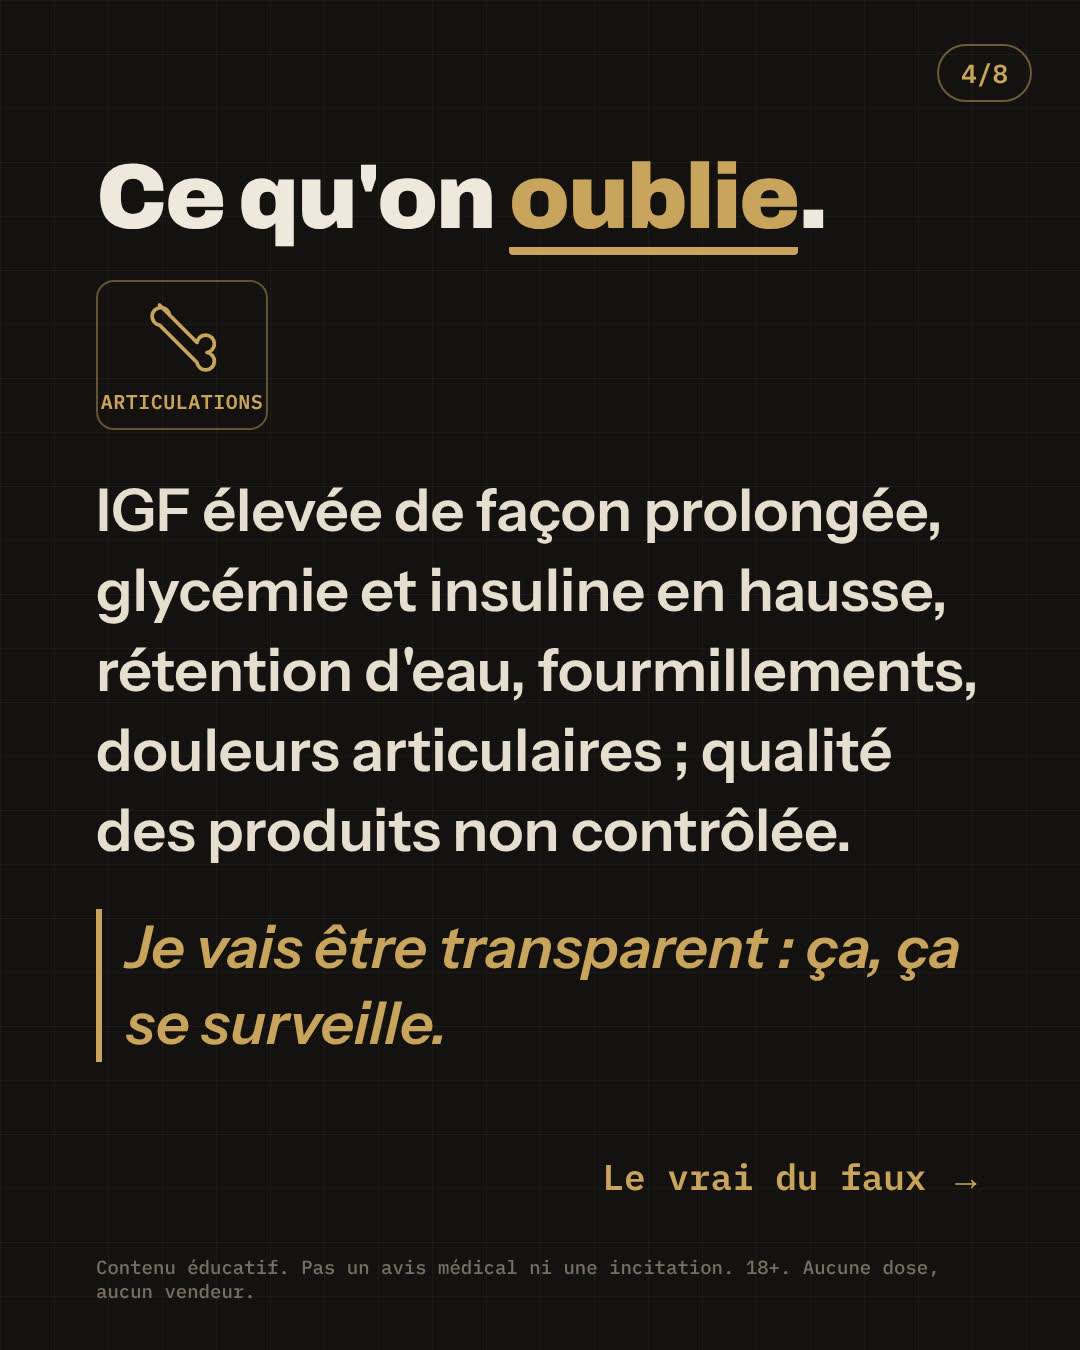 4/8
Ce qu'on oublie.
ARTICULATIONS
IGF élevée de façon prolongée,
glycémie et insuline en hausse,
rétention d'eau, fourmillements,
douleurs articulaires ; qualité
des produits non contrôlée.
Je vais être transparent : ça, ça
se surveille.
Le vrai du faux →
Contenu éducatif. Pas un avis médical ni une incitation. 18+. Aucune dose,
aucun vendeur.